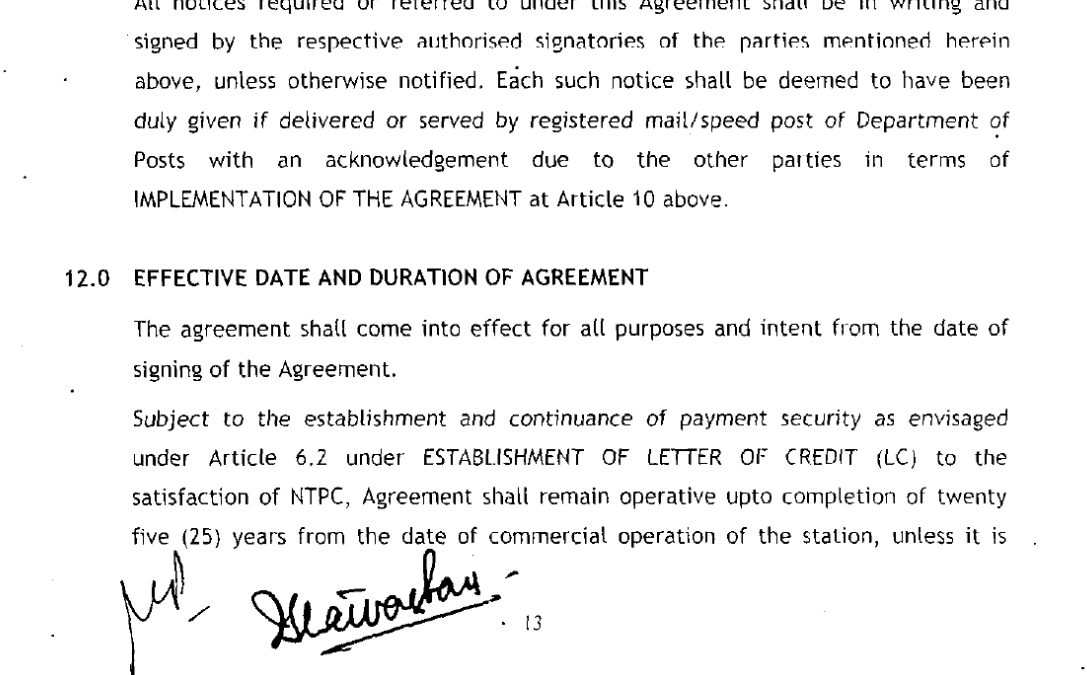 All notices required or referred to under this Agreement shall be in writing and
signed by the respective authorised signatories of the parties mentioned herein
above, unless otherwise notified. Each such notice shall be deemed to have been
duly given if delivered or served by registered mail/speed post of Department of
Posts with an acknowledgement due to the other parties in terms of
IMPLEMENTATION OF THE AGREEMENT at Article 10 above.
12.0 EFFECTIVE DATE AND DURATION OF AGREEMENT
The agreement shall come into effect for all purposes and intent from the date of
signing of the Agreement.
Subject to the establishment and continuance of payment security as envisaged
under Article 6.2 under ESTABLISHMENT OF LETTER OF CREDIT (LC) to the
satisfaction of NTPC, Agreement shall remain operative upto completion of twenty
five (25) years from the date of commercial operation of the station, unless it is
13